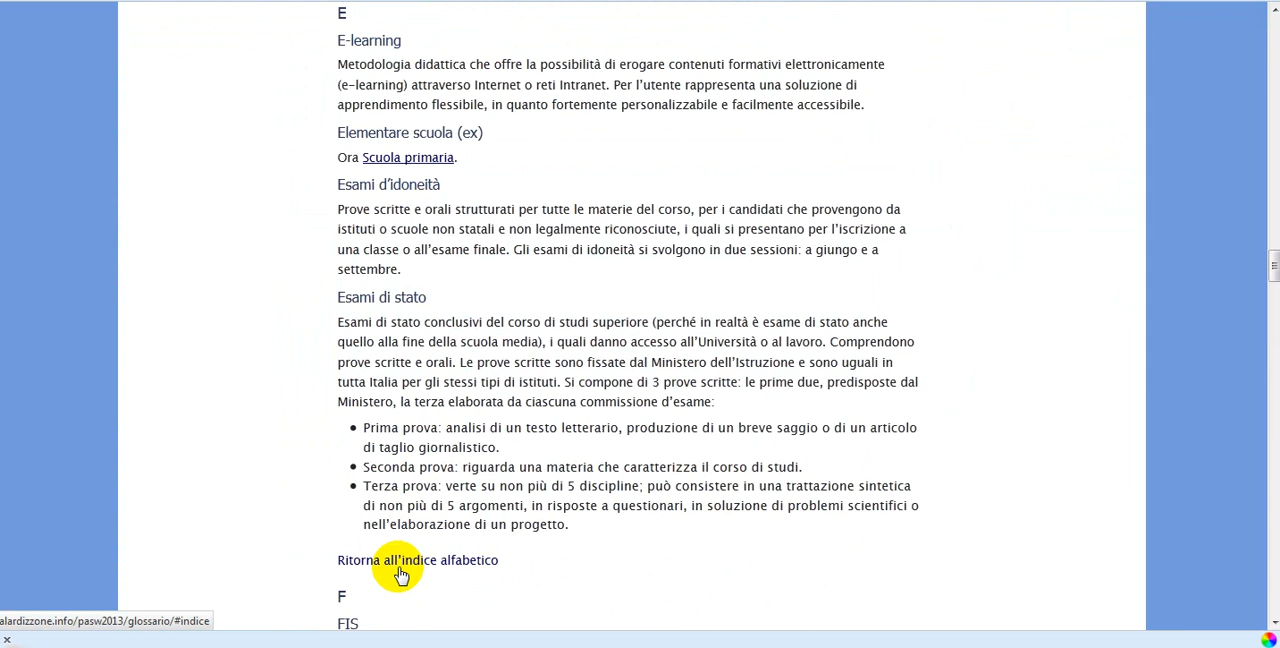 E
E-learning
Metodologia didattica che offre la possibilità di erogare contenuti formativi elettronicamente
(e-learning) attraverso Internet o reti Intranet. Per l'utente rappresenta una soluzione di
apprendimento flessibile, in quanto fortemente personalizzabile e facilmente accessibile.
Elementare scuola (ex)
Ora Scuola primaria.
Esami d'idoneità
Prove scritte e orali strutturati per tutte le materie del corso, per i candidati che provengono da
istituti o scuole non statali e non legalmente riconosciute, i quali si presentano per l'iscrizione a
una classe o all'esame finale. Gli esami di idoneità si svolgono in due sessioni: a giungo e a
settembre.
Esami di stato
Esami di stato conclusivi del corso di studi superiore (perché in realtà è esame di stato anche
quello alla fine della scuola media), i quali danno accesso all'Università o al lavoro. Comprendono
prove scritte e orali. Le prove scritte sono fissate dal Ministero dell'Istruzione e sono uguali in
tutta Italia per gli stessi tipi di istituti. Si compone di 3 prove scritte: le prime due, predisposte dal
Ministero, la terza elaborata da ciascuna commissione d'esame:
• Prima prova: analisi di un testo letterario, produzione di un breve saggio o di un articolo
di taglio giornalistico.
• Seconda prova: riguarda una materia che caratterizza il corso di studi.
• Terza prova: verte su non più di 5 discipline; può consistere in una trattazione sintetica
di non più di 5 argomenti, in risposte a questionari, in soluzione di problemi scientifici o
nell'elaborazione di un progetto.
Ritorna all'indice alfabetico
F
FIS
alardizzone.info/pasw2013/glossario/#indice